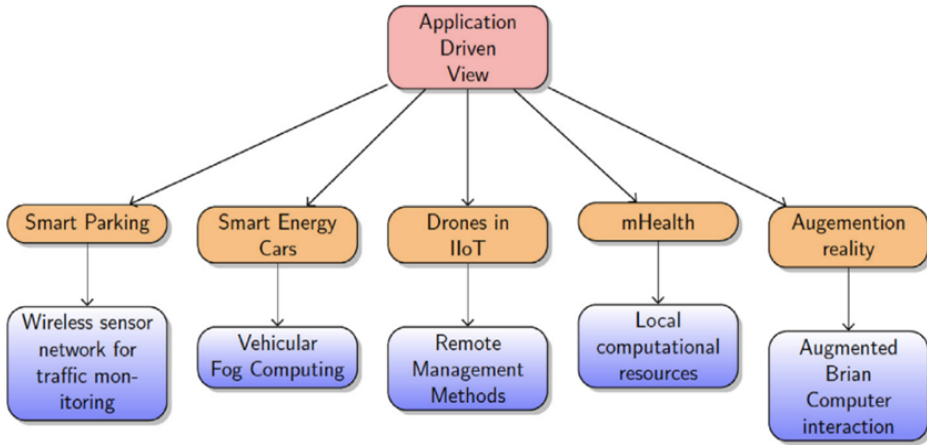 Application
Driven
View
Smart Parking
Smart Energy
Cars
Drones in
IIoT
mHealth
Augemention
reality
Wireless sensor
network for
traffic mon-
itoring
Vehicular
Fog Computing
Remote
Management
Methods
Local
computational
resources
Augmented
Brian
Computer
interaction